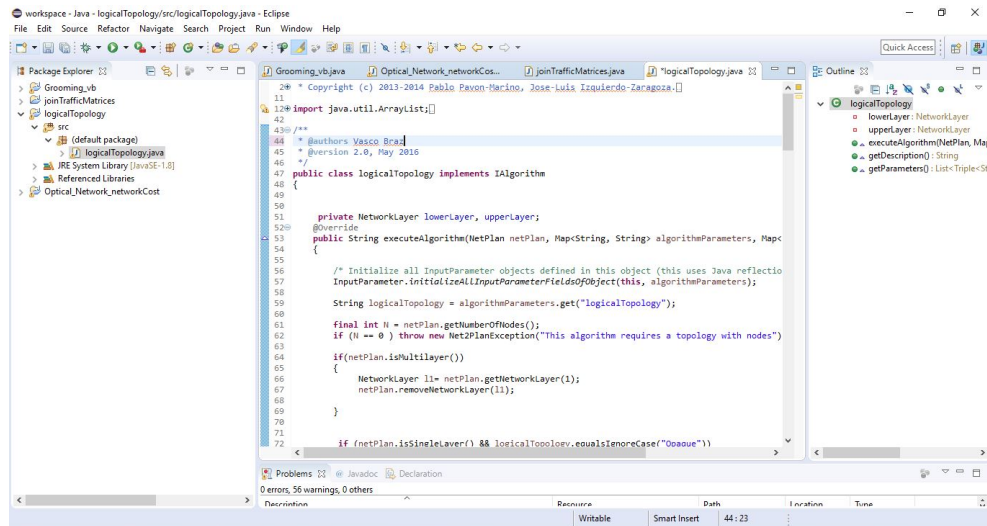 workspace - Java - logicalTopology/src/logicalTopology.java - Eclipse
File Edit Source Refactor Navigate Search Project Run Window Help
Quick Access
Package Explorer
Grooming_vb
joinTrafficMatrices
logicalTopology
src
(default package)
logicalTopology.java
JRE System Library [JavaSE-1.8]
Referenced Libraries
Optical_Network_networkCost
Grooming_vb.java Optical_Network_networkCos... joinTrafficMatrices.java *logicalTopology.java
2 * Copyright (c) 2013-2014 Pablo Pavon-Marino, Jose-Luis Izquierdo-Zaragoza.
11
12 import java.util.ArrayList;
42
43 /**
44 * @authors Vasco Braz
45 * @version 2.0, May 2016
46 */
47 public class logicalTopology implements IAlgorithm
48 {
49
50
51 private NetworkLayer lowerLayer, upperLayer;
52 @Override
53 public String executeAlgorithm(NetPlan netPlan, Map<String, String> algorithmParameters, Map<
54 {
55
56 /* Initialize all InputParameter objects defined in this object (this uses Java reflectio
57 InputParameter.initializeAllInputParameterFieldsOfObject(this, algorithmParameters);
58
59 String logicalTopology = algorithmParameters.get("logicalTopology");
60
61 final int N = netPlan.getNumberOfNodes();
62 if (N == 0 ) throw new Net2PlanException("This algorithm requires a topology with nodes")
63
64 if(netPlan.isMultilayer())
65 {
66 NetworkLayer l1= netPlan.getNetworkLayer(1);
67 netPlan.removeNetworkLayer(l1);
68
69 }
70
71
72 if (netPlan.isSingleLayer() && logicalTopology.equalsIgnoreCase("Opaque"))
Outline
logicalTopology
lowerLayer : NetworkLayer
upperLayer : NetworkLayer
executeAlgorithm(NetPlan, Ma
getDescription() : String
getParameters() : List<Triple<St
Problems Javadoc Declaration
0 errors, 56 warnings, 0 others
Description Resource Path Location Type
Writable Smart Insert 44 : 23